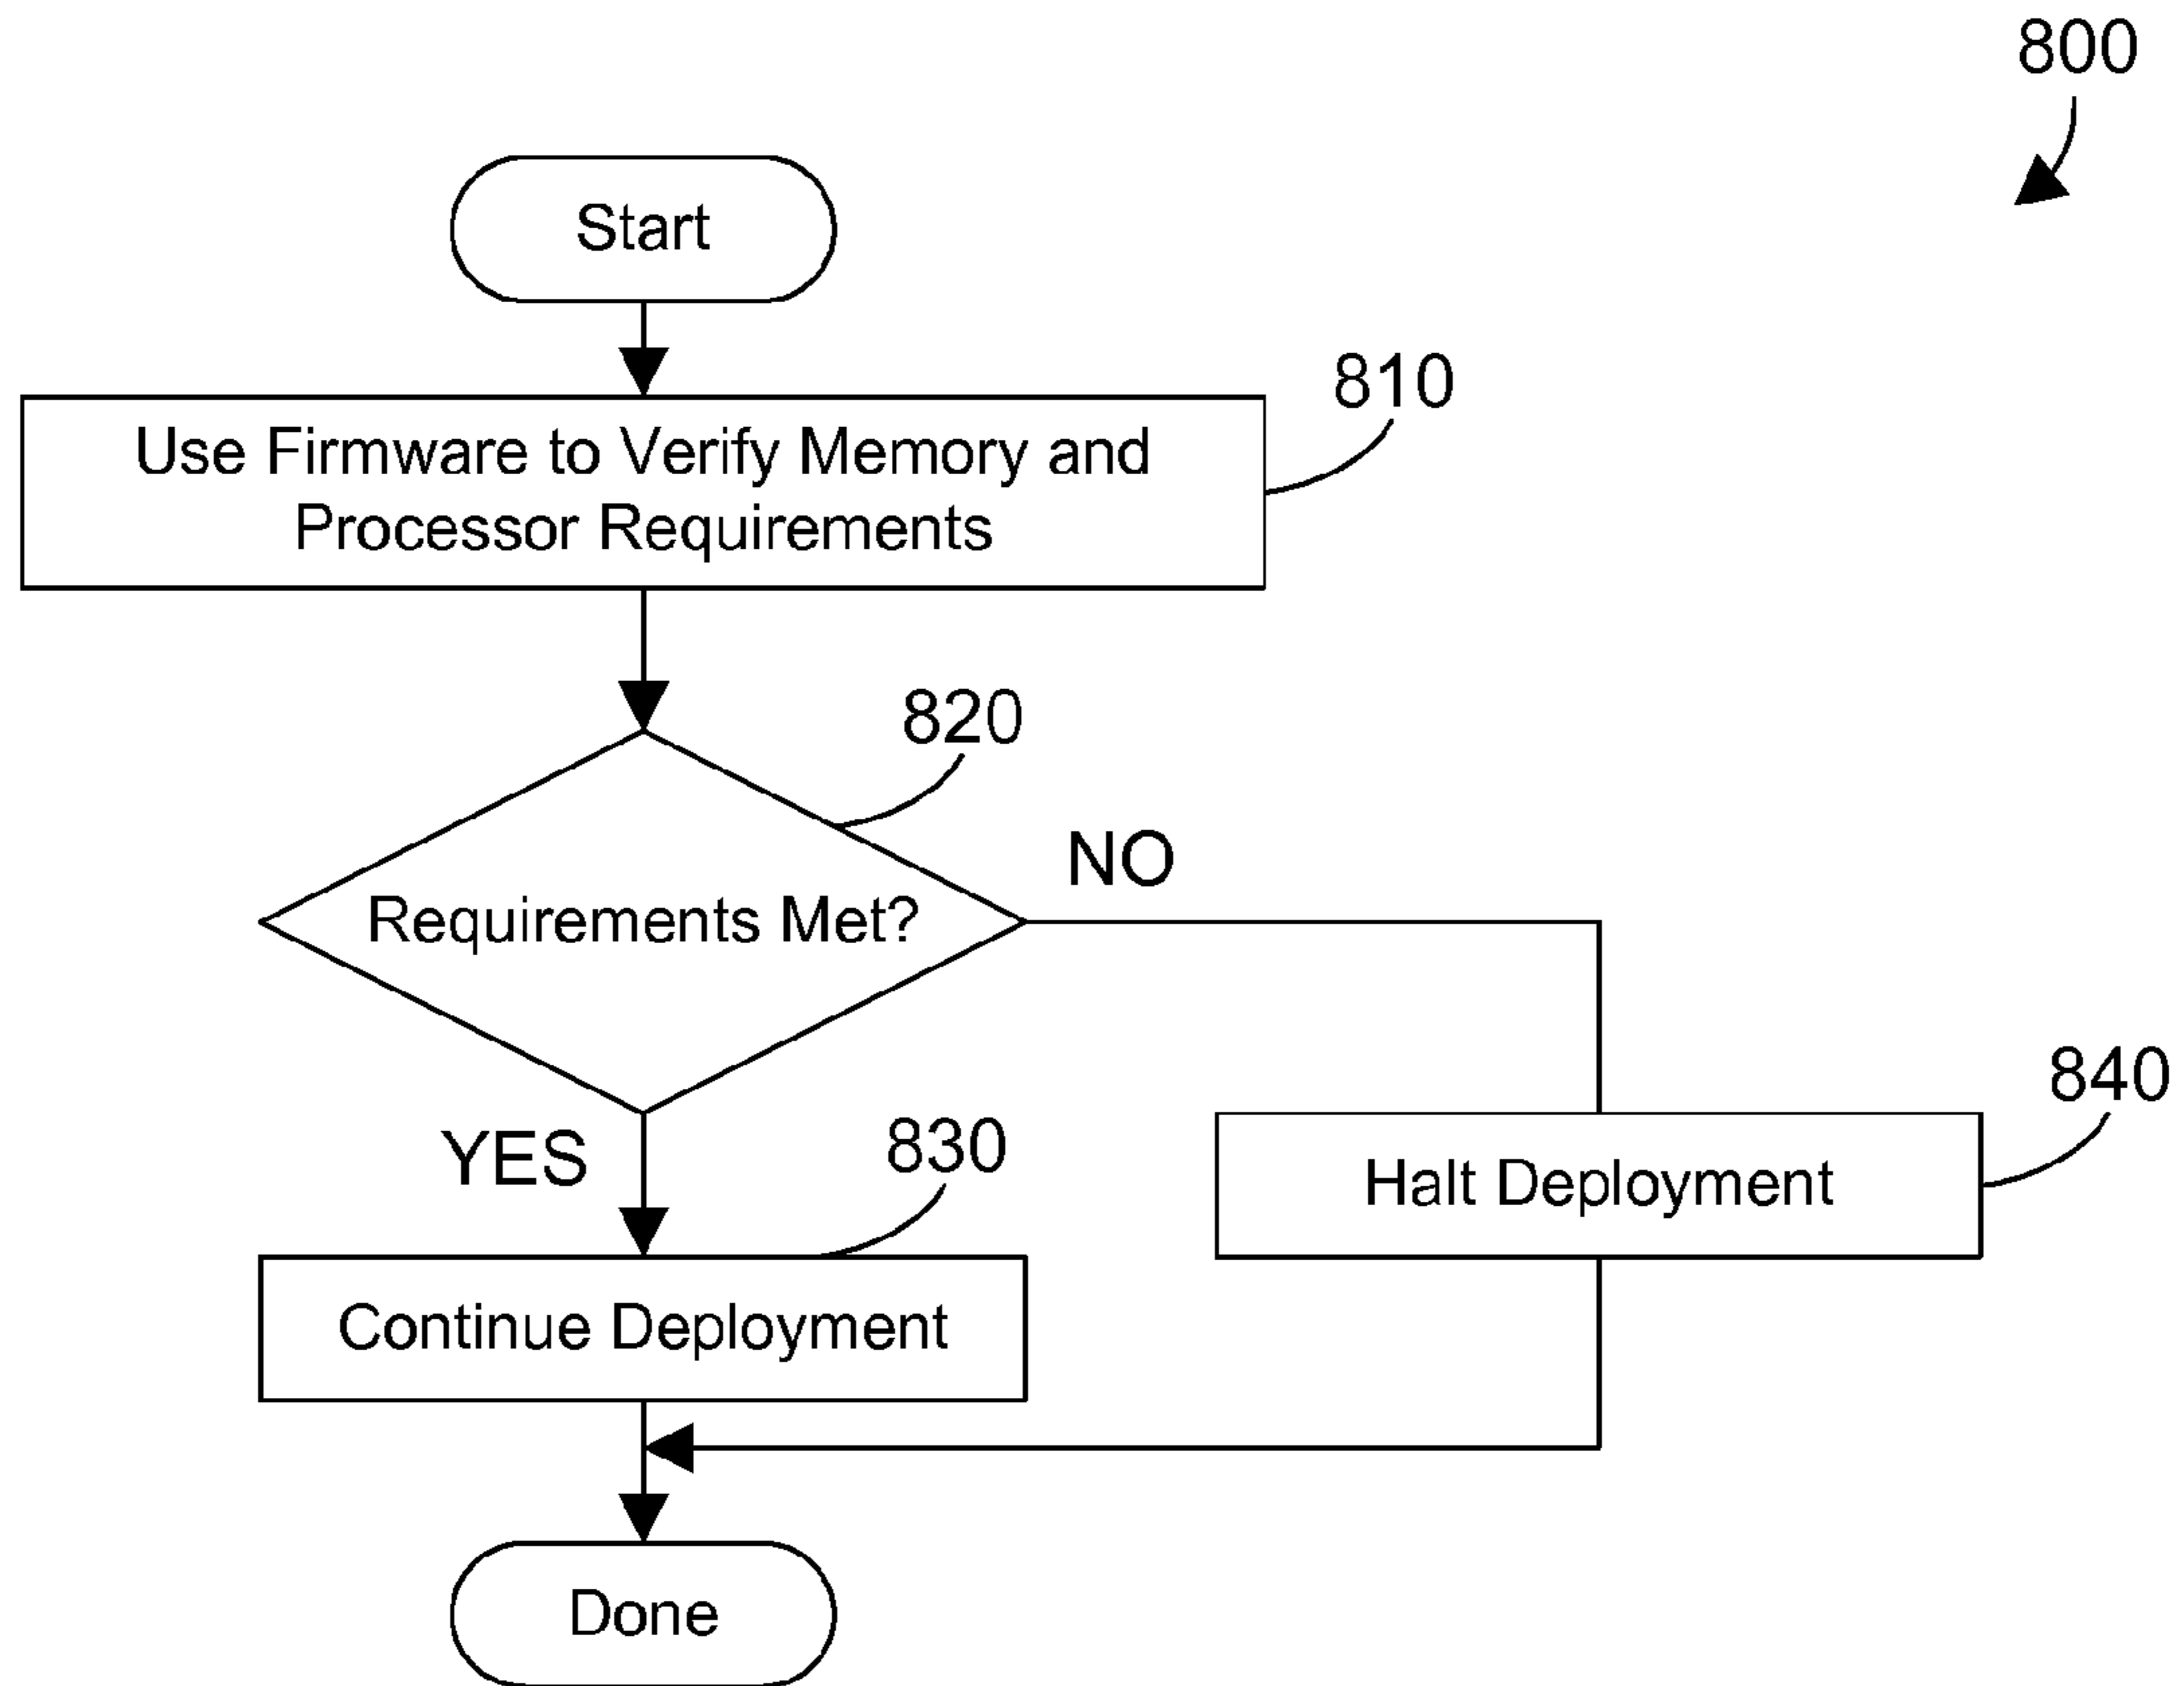 800
Start
810
Use Firmware to Verify Memory and
Processor Requirements
820
NO
Requirements Met?
YES
830
840
Halt Deployment
Continue Deployment
Done